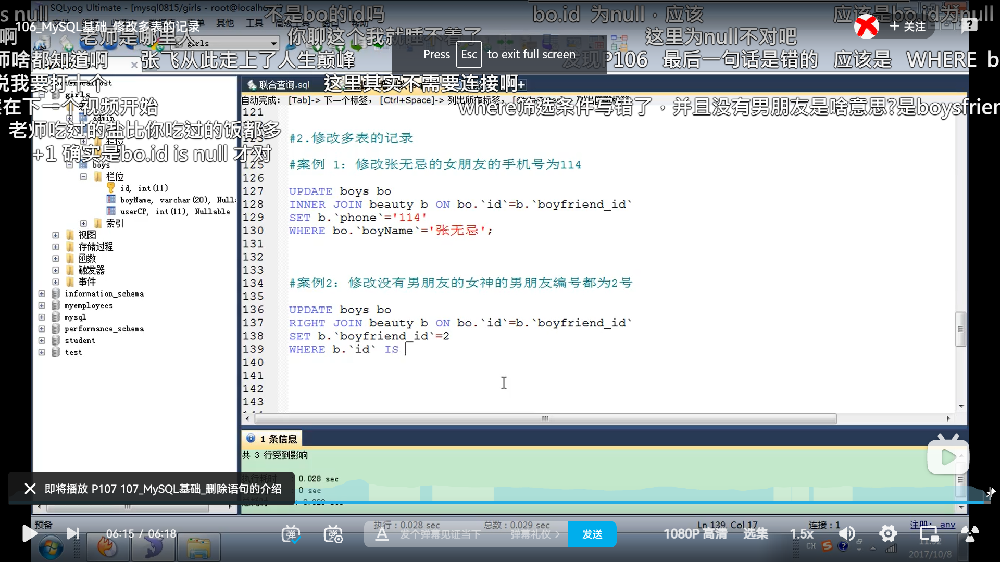 SQLyog Ultimate - [mysql0815/girls - root@localh
s null
不是bo的id吗
bo.id 为null，应该
应该是bo.id为null
106_MySQL基础_修改多表的记录
其他 工具 高级工具 窗口 帮助
+ 关注
啊
老师是哪里人
girls
你聊这个我就睡不着了
这里为null不对吧
师啥都知道啊
张飞从此走上了人生巅峰
Press Esc to exit full screen
发现P106 最后一句话是错的 应该是 WHERE b
说我要打十个
联合查询.sql
这里其实不需要连接啊
自动完成: [Tab]-> 下一个标签, [Ctrl+Space]-> 列出所有标签,
girls
在下一个视频开始
where筛选条件写错了，并且没有男朋友是啥意思?是boysfrien
admin
老师吃过的盐比你吃过的饭都多
+1 确实是bo.id is null 才对
boys
栏位
id, int(11)
boyName, varchar(20), Null
userCP, int(11), Nullable
索引
视图
存储过程
函数
触发器
事件
information_schema
myemployees
mysql
performance_schema
student
test
121
123 #2.修改多表的记录
125 #案例 1：修改张无忌的女朋友的手机号为114
126
127 UPDATE boys bo
128 INNER JOIN beauty b ON bo.`id`=b.`boyfriend_id`
129 SET b.`phone`='114'
130 WHERE bo.`boyName`='张无忌';
131
132
133
134 #案例2：修改没有男朋友的女神的男朋友编号都为2号
135
136 UPDATE boys bo
137 RIGHT JOIN beauty b ON bo.`id`=b.`boyfriend_id`
138 SET b.`boyfriend_id`=2
139 WHERE b.`id` IS
140
141
142
143
1 条信息
共 3 行受到影响
执行耗时 : 0.028 sec
: 0 sec
总耗时 : 0.029 sec
即将播放 P107 107_MySQL基础_删除语句的介绍
预备
执行：0.028 sec
总数：0.029 sec
Ln 139, Col 17
连接：1
注册: any
06:15 / 06:18
弹
弹
发个弹幕见证当下
弹幕礼仪 >
发送
1080P 高清
选集
1.5x
CH
11:52
2017/10/8